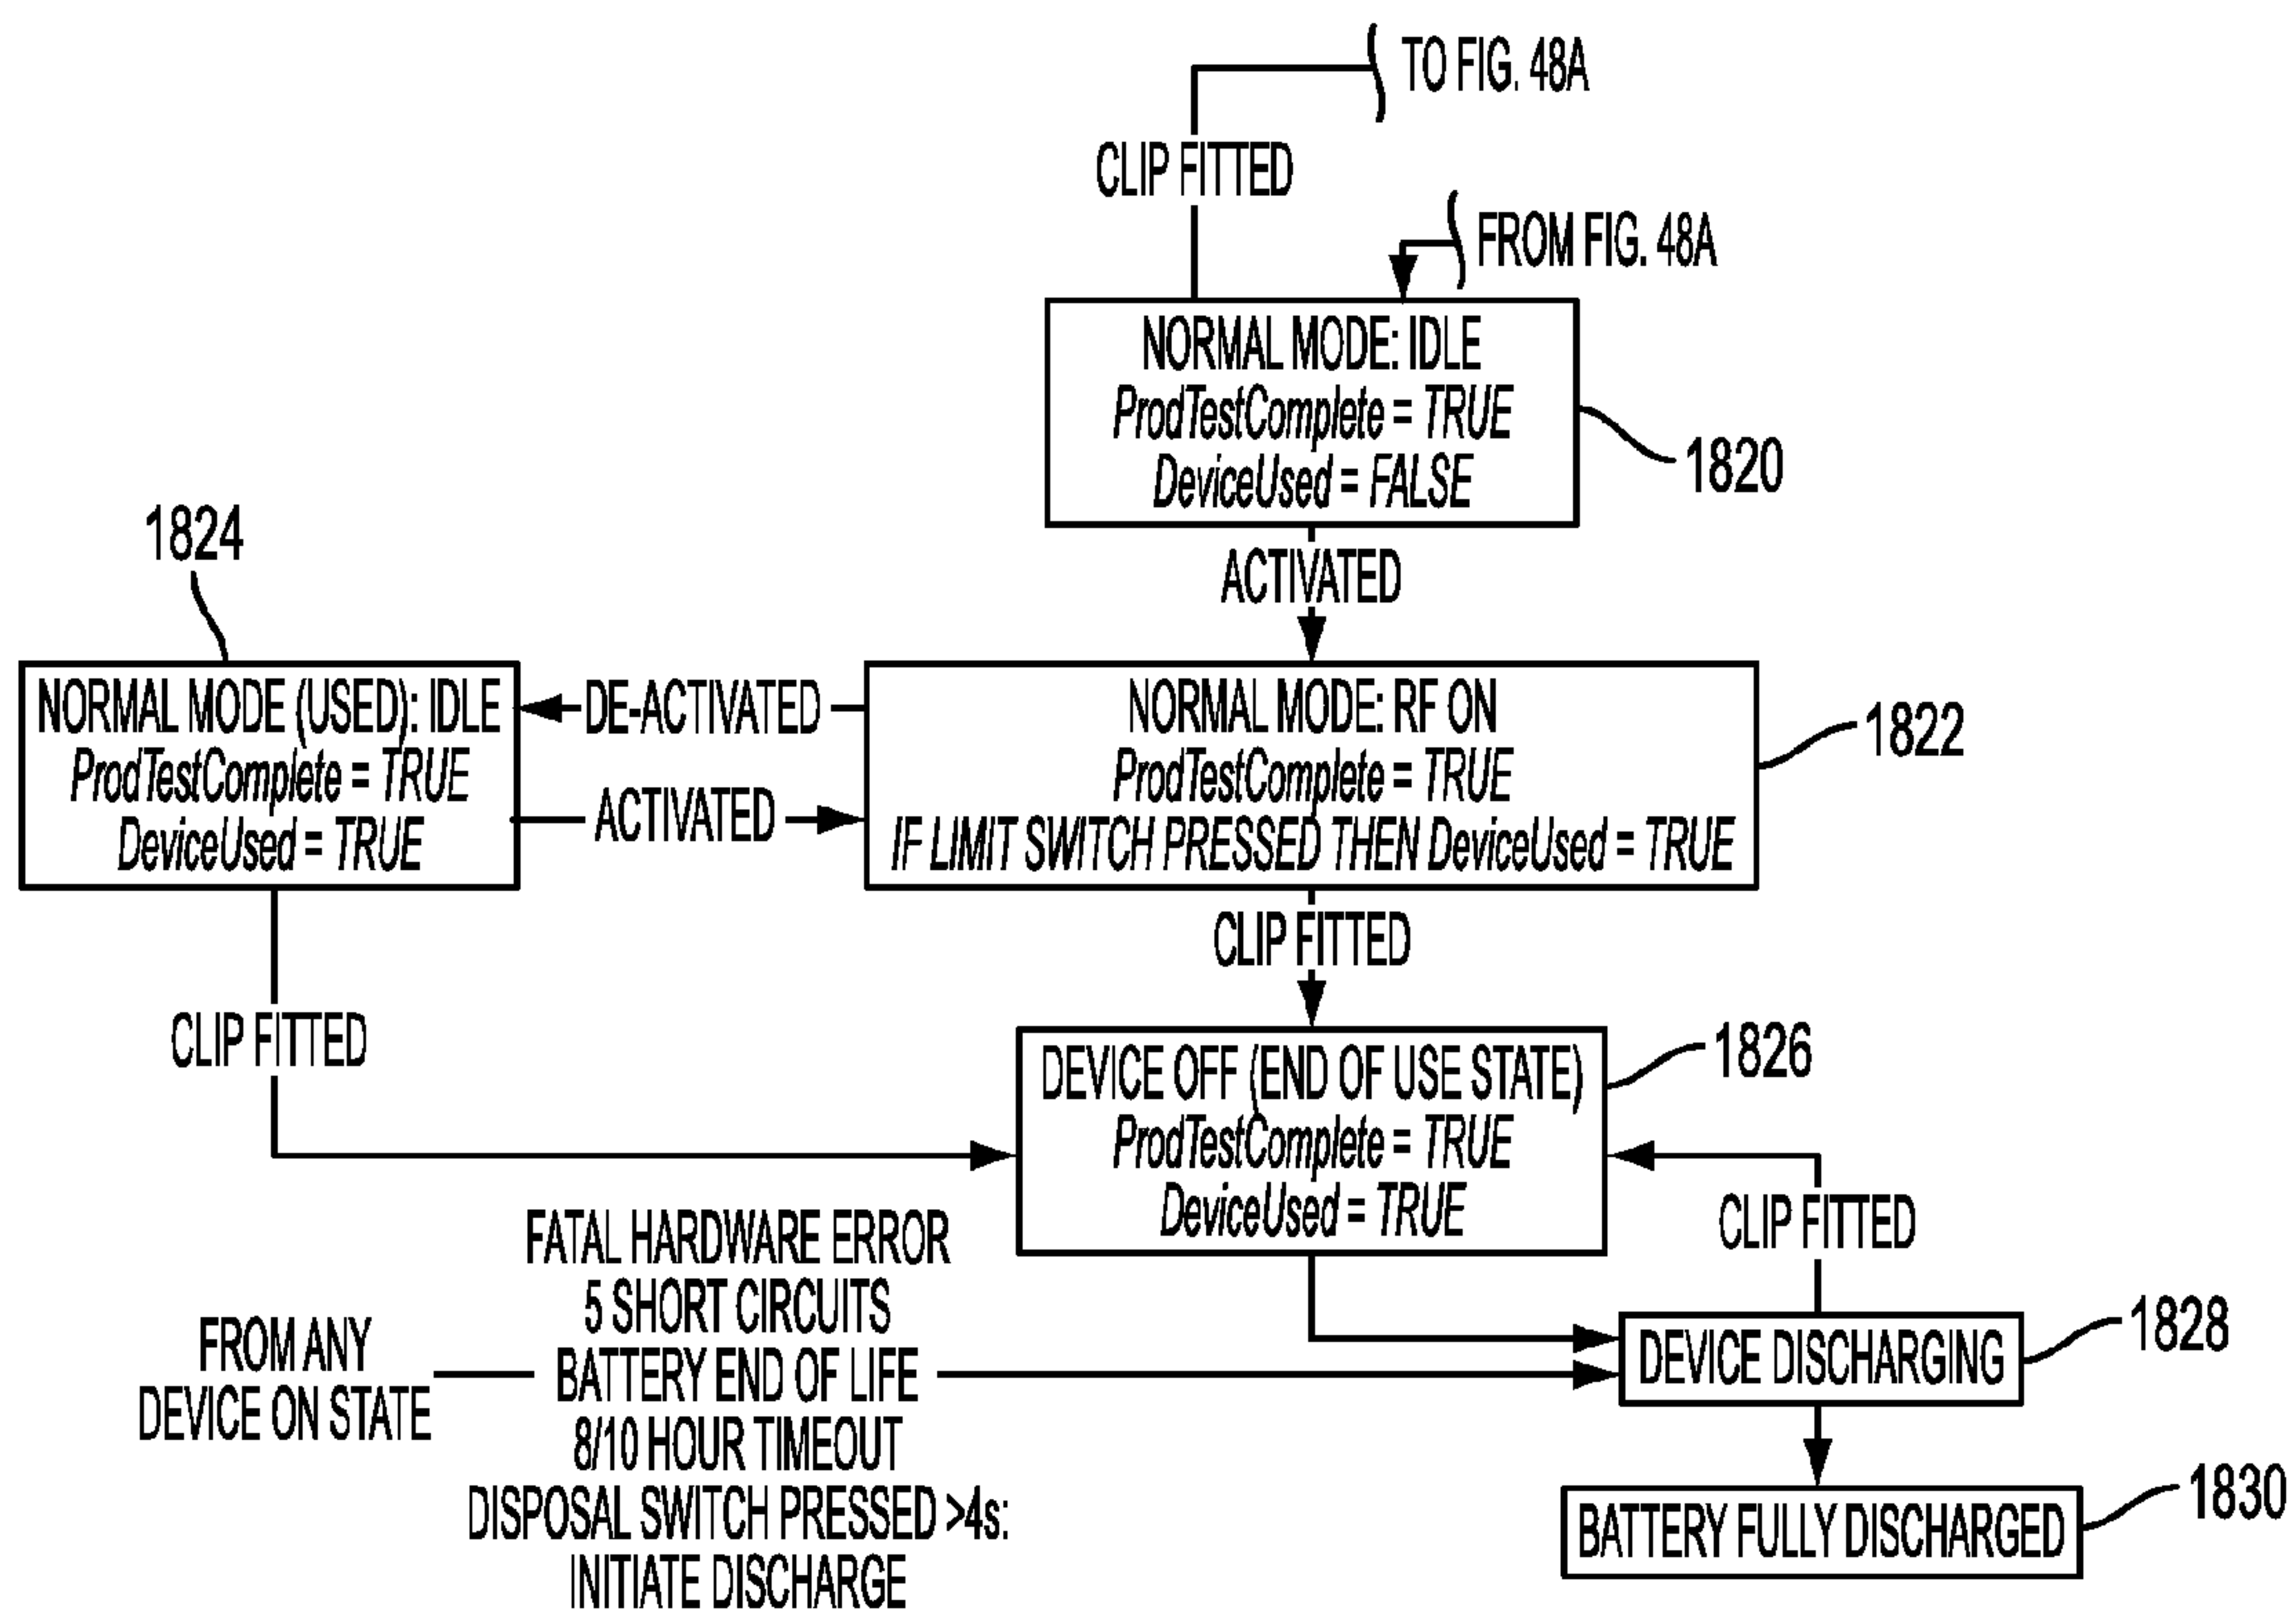 TO FIG. 48A
CLIP FITTED
FROM FIG. 48A
NORMAL MODE: IDLE
ProdTestComplete = TRUE
DeviceUsed = FALSE
1820
ACTIVATED
1824
NORMAL MODE (USED): IDLE
ProdTestComplete = TRUE
DeviceUsed = TRUE
DE-ACTIVATED
ACTIVATED
NORMAL MODE: RF ON
ProdTestComplete = TRUE
IF LIMIT SWITCH PRESSED THEN DeviceUsed = TRUE
1822
CLIP FITTED
CLIP FITTED
DEVICE OFF (END OF USE STATE)
ProdTestComplete = TRUE
DeviceUsed = TRUE
1826
CLIP FITTED
FROM ANY
DEVICE ON STATE
FATAL HARDWARE ERROR
5 SHORT CIRCUITS
BATTERY END OF LIFE
8/10 HOUR TIMEOUT
DISPOSAL SWITCH PRESSED >4s:
INITIATE DISCHARGE
DEVICE DISCHARGING
1828
BATTERY FULLY DISCHARGED
1830